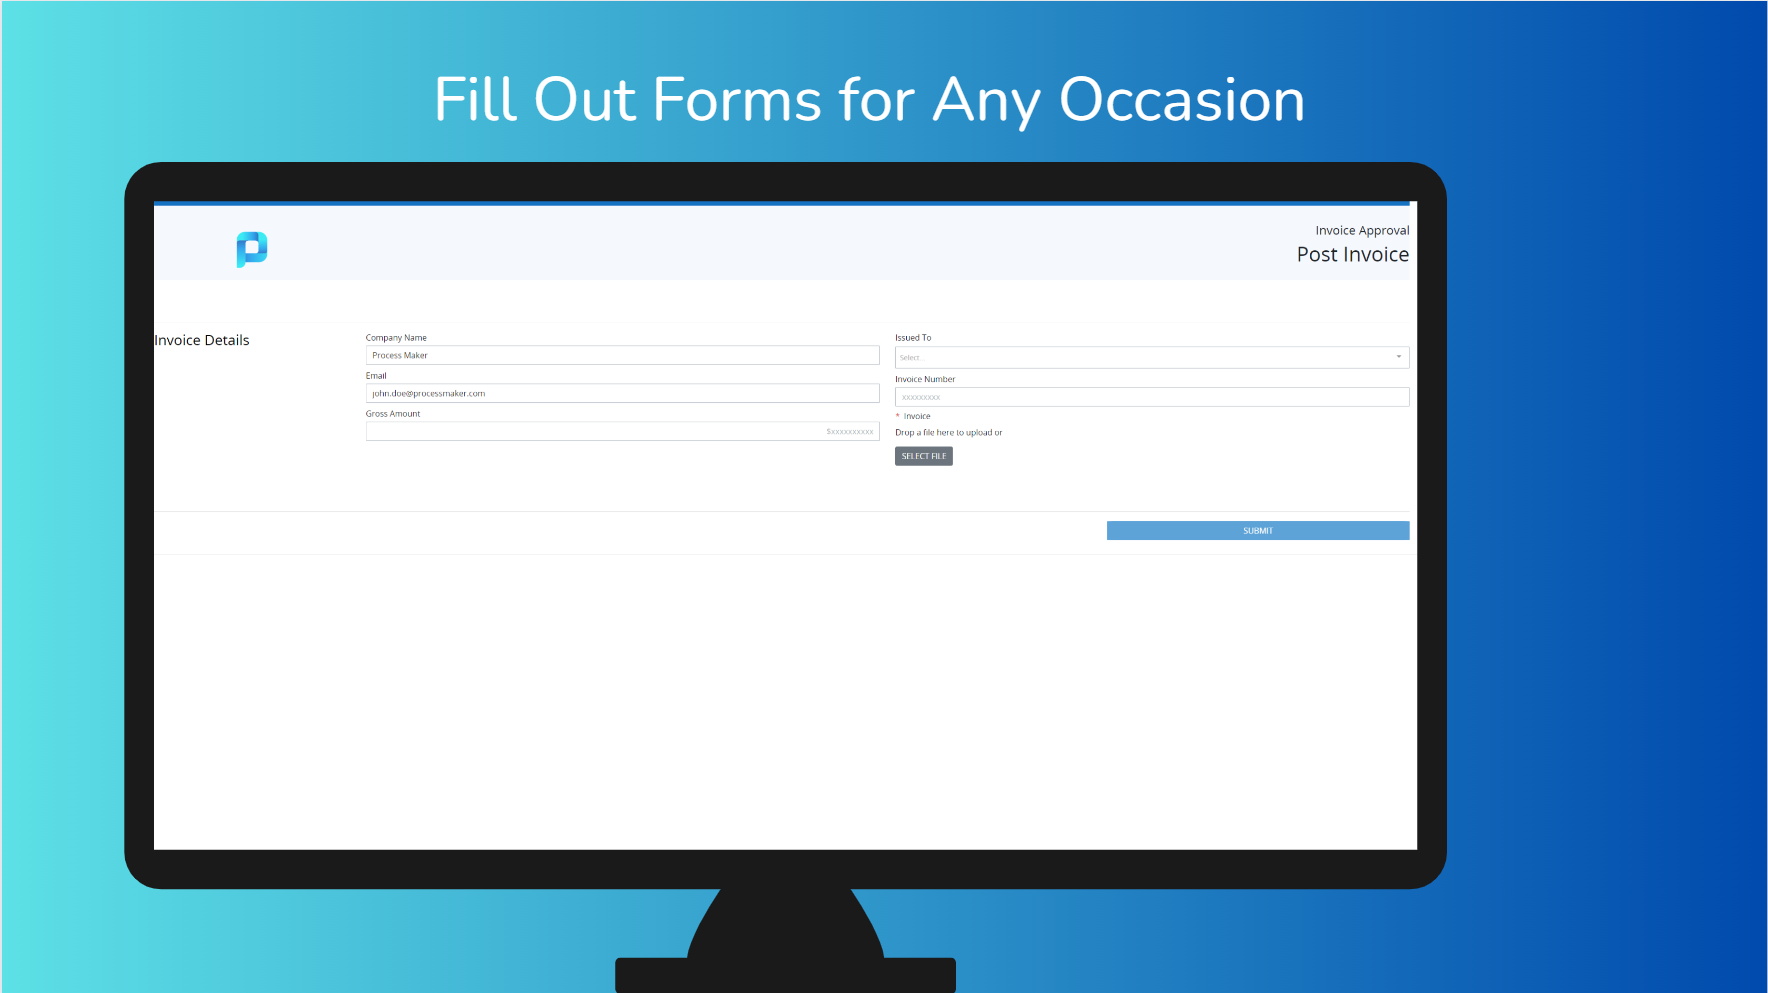 Fill Out Forms for Any Occasion
Invoice Approval
Post Invoice
Invoice Details
Company Name
Process Maker
Email
john.doe@processmaker.com
Gross Amount
$xxxxxxxxxx
Issued To
Select...
Invoice Number
xxxxxxxxx
* Invoice
Drop a file here to upload or
SELECT FILE
SUBMIT